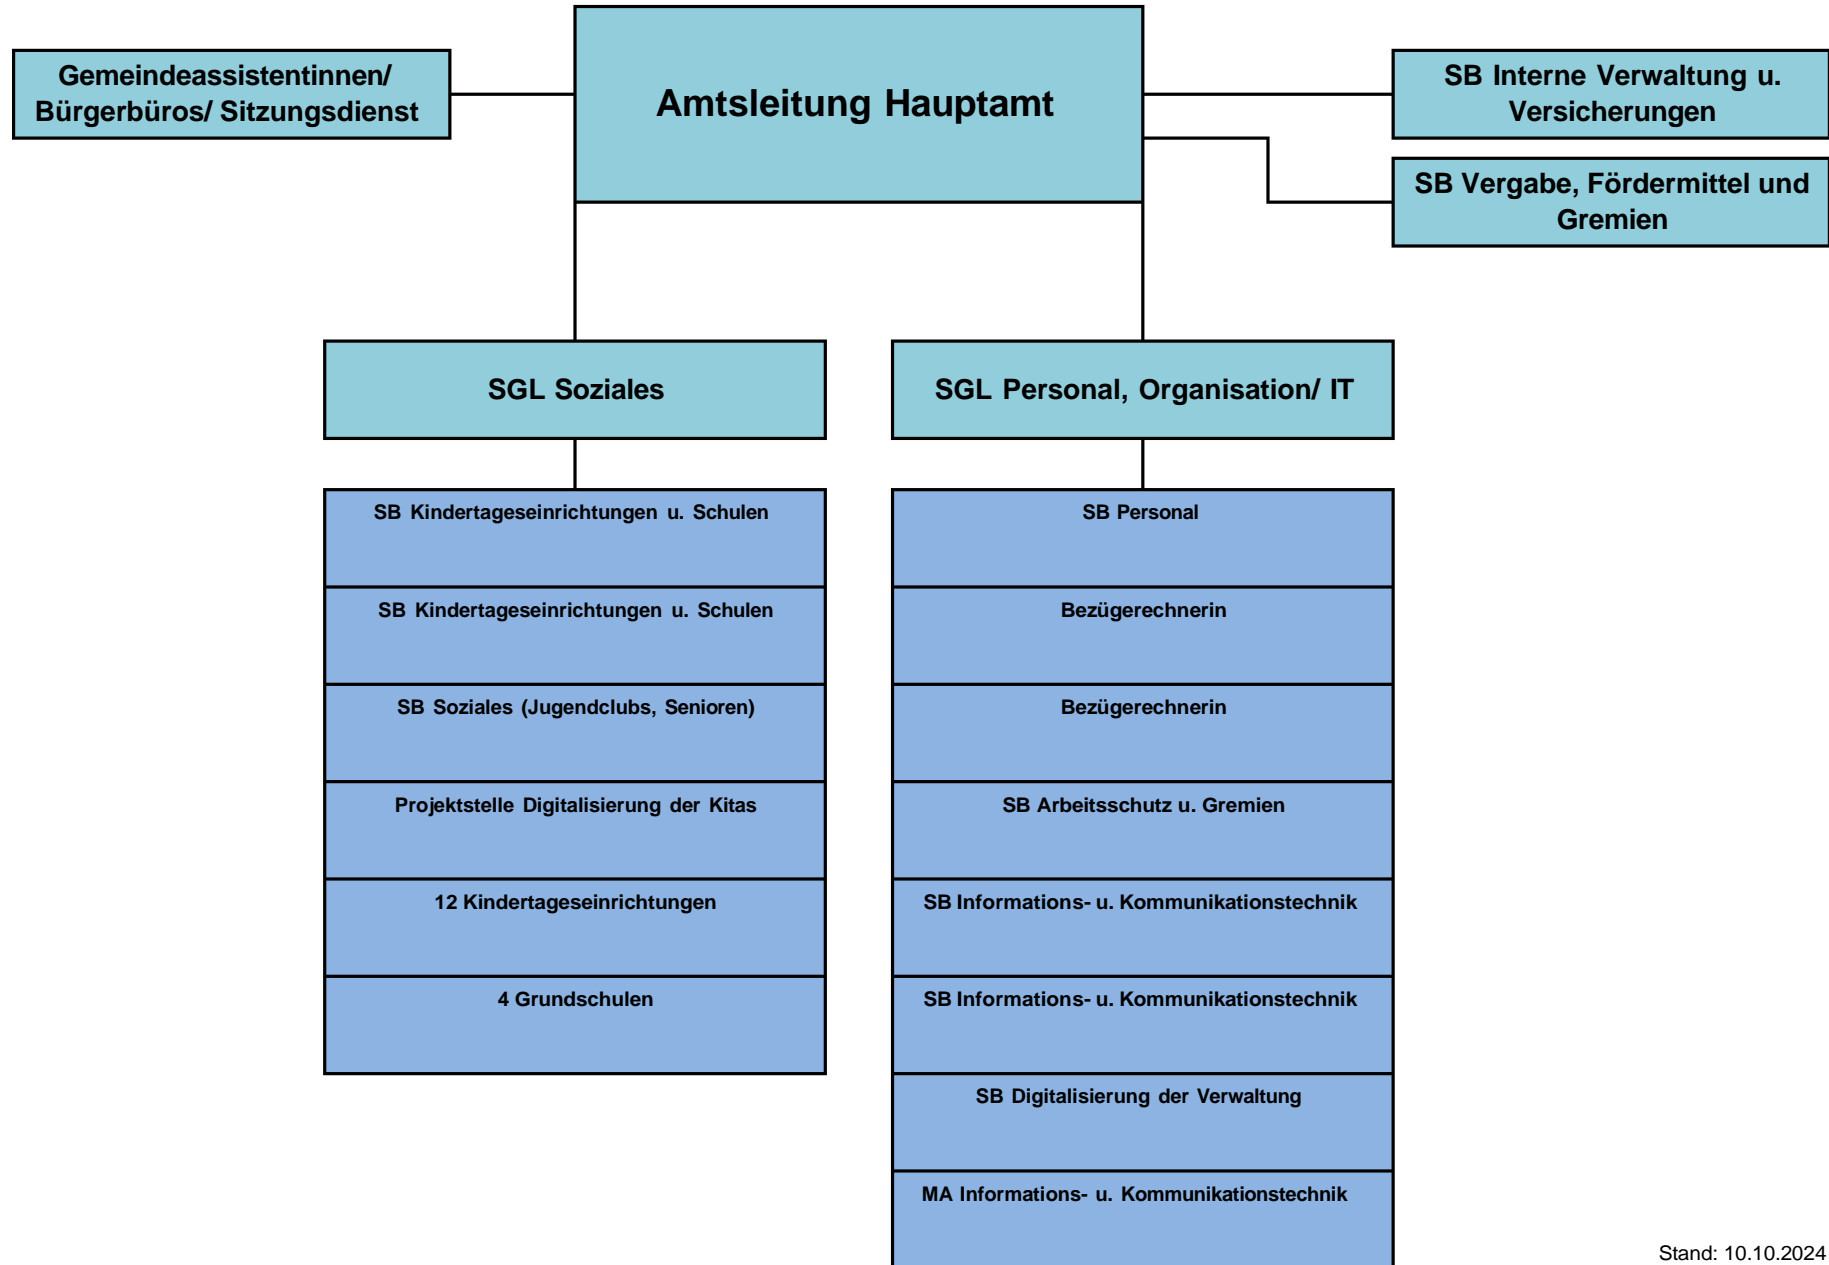 Gemeindeassistentinnen/
Bürgerbüros/ Sitzungsdienst
Amtsleitung Hauptamt
SB Interne Verwaltung u.
Versicherungen
SB Vergabe, Fördermittel und
Gremien
SGL Soziales
SGL Personal, Organisation/ IT
SB Kindertageseinrichtungen u. Schulen
SB Kindertageseinrichtungen u. Schulen
SB Soziales (Jugendclubs, Senioren)
Projektstelle Digitalisierung der Kitas
12 Kindertageseinrichtungen
4 Grundschulen
SB Personal
Bezügerechnerin
Bezügerechnerin
SB Arbeitsschutz u. Gremien
SB Informations- u. Kommunikationstechnik
SB Informations- u. Kommunikationstechnik
SB Digitalisierung der Verwaltung
MA Informations- u. Kommunikationstechnik
Stand: 10.10.2024